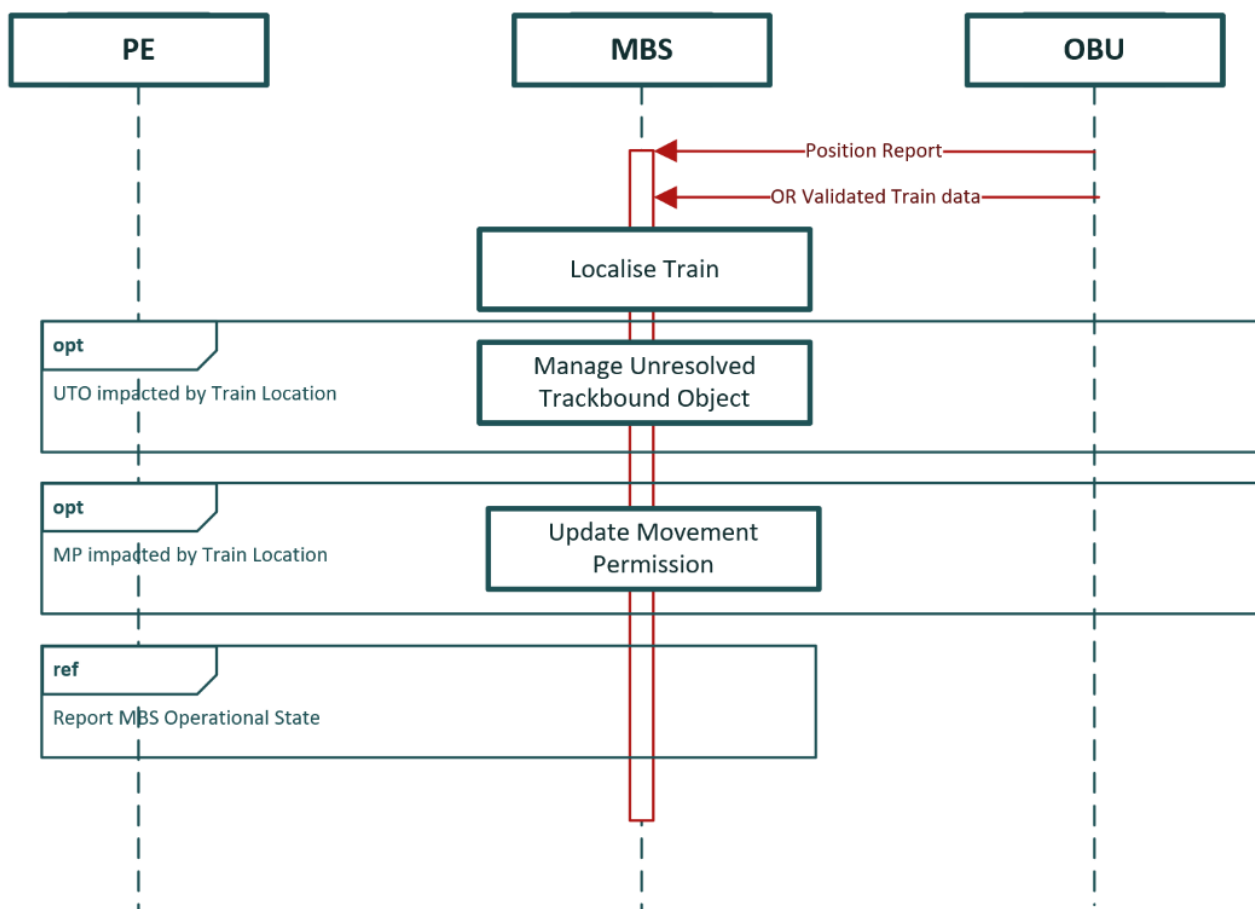 PE
MBS
OBU
Position Report
OR Validated Train data
Localise Train
opt
UTO impacted by Train Location
Manage Unresolved
Trackbound Object
opt
MP impacted by Train Location
Update Movement
Permission
ref
Report MBS Operational State